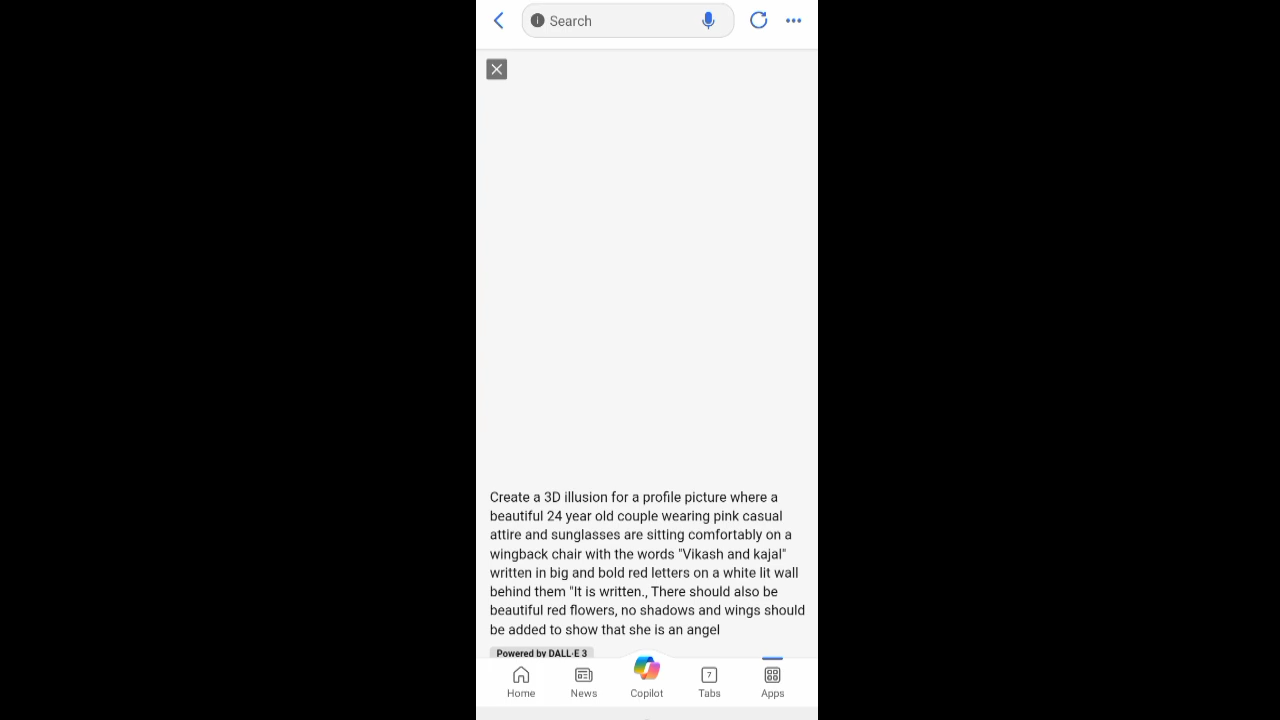 Search
Create a 3D illusion for a profile picture where a
beautiful 24 year old couple wearing pink casual
attire and sunglasses are sitting comfortably on a
wingback chair with the words "Vikash and kajal"
written in big and bold red letters on a white lit wall
behind them "It is written., There should also be
beautiful red flowers, no shadows and wings should
be added to show that she is an angel
Powered by DALL·E 3
7
Home News Copilot Tabs Apps